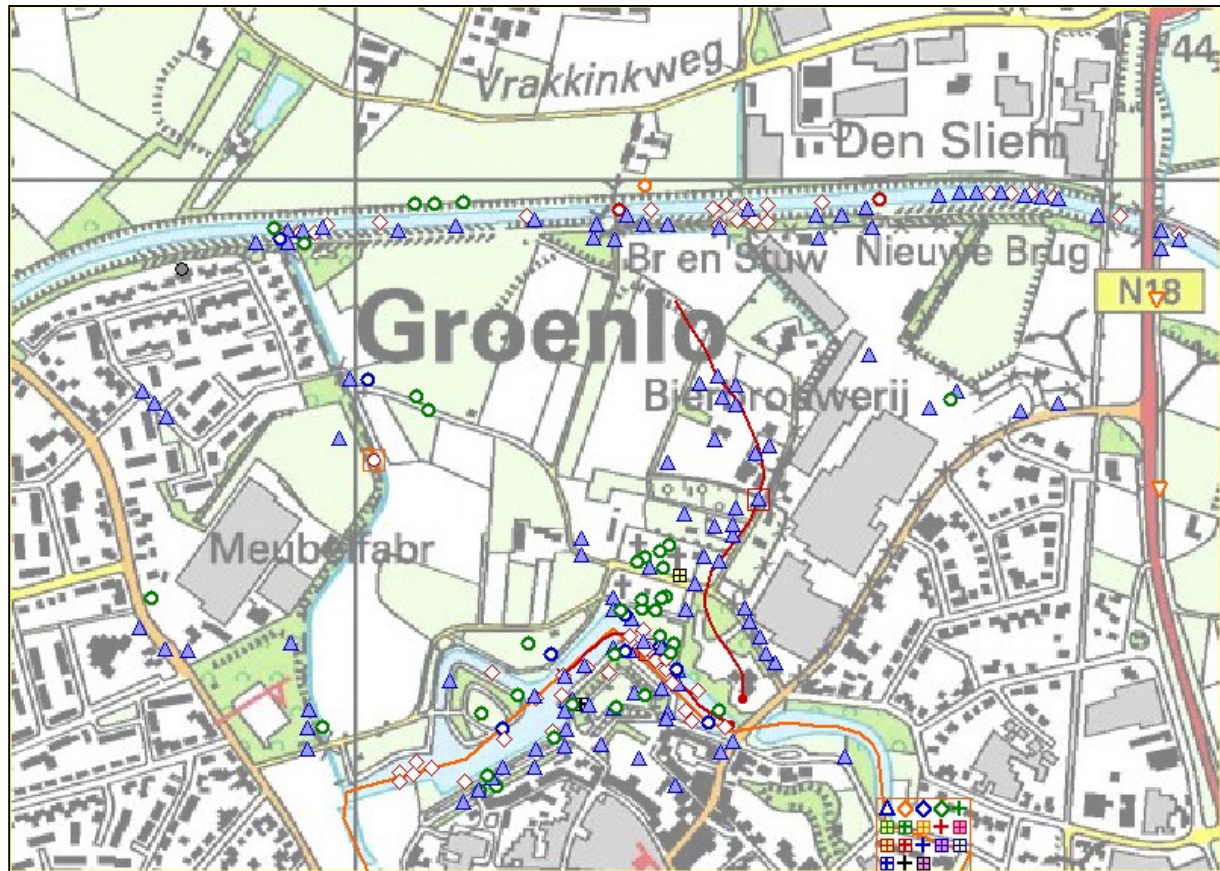 Vrakkinkweg
44
Den Sliem
Br en Stuw
Nieuwe Brug
N18
Groenlo
Bierbrouwerij
Meubelfabr